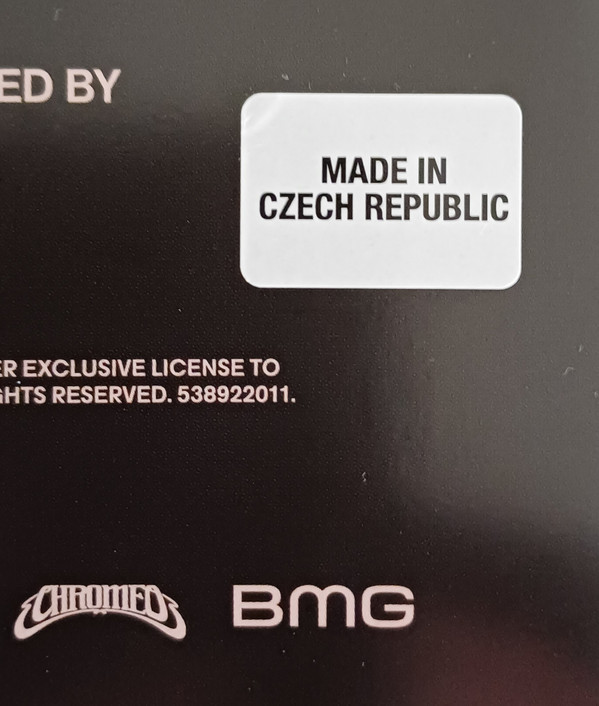 ED BY
MADE IN
CZECH REPUBLIC
ER EXCLUSIVE LICENSE TO
GHTS RESERVED. 538922011.
CHROMEO
BMG